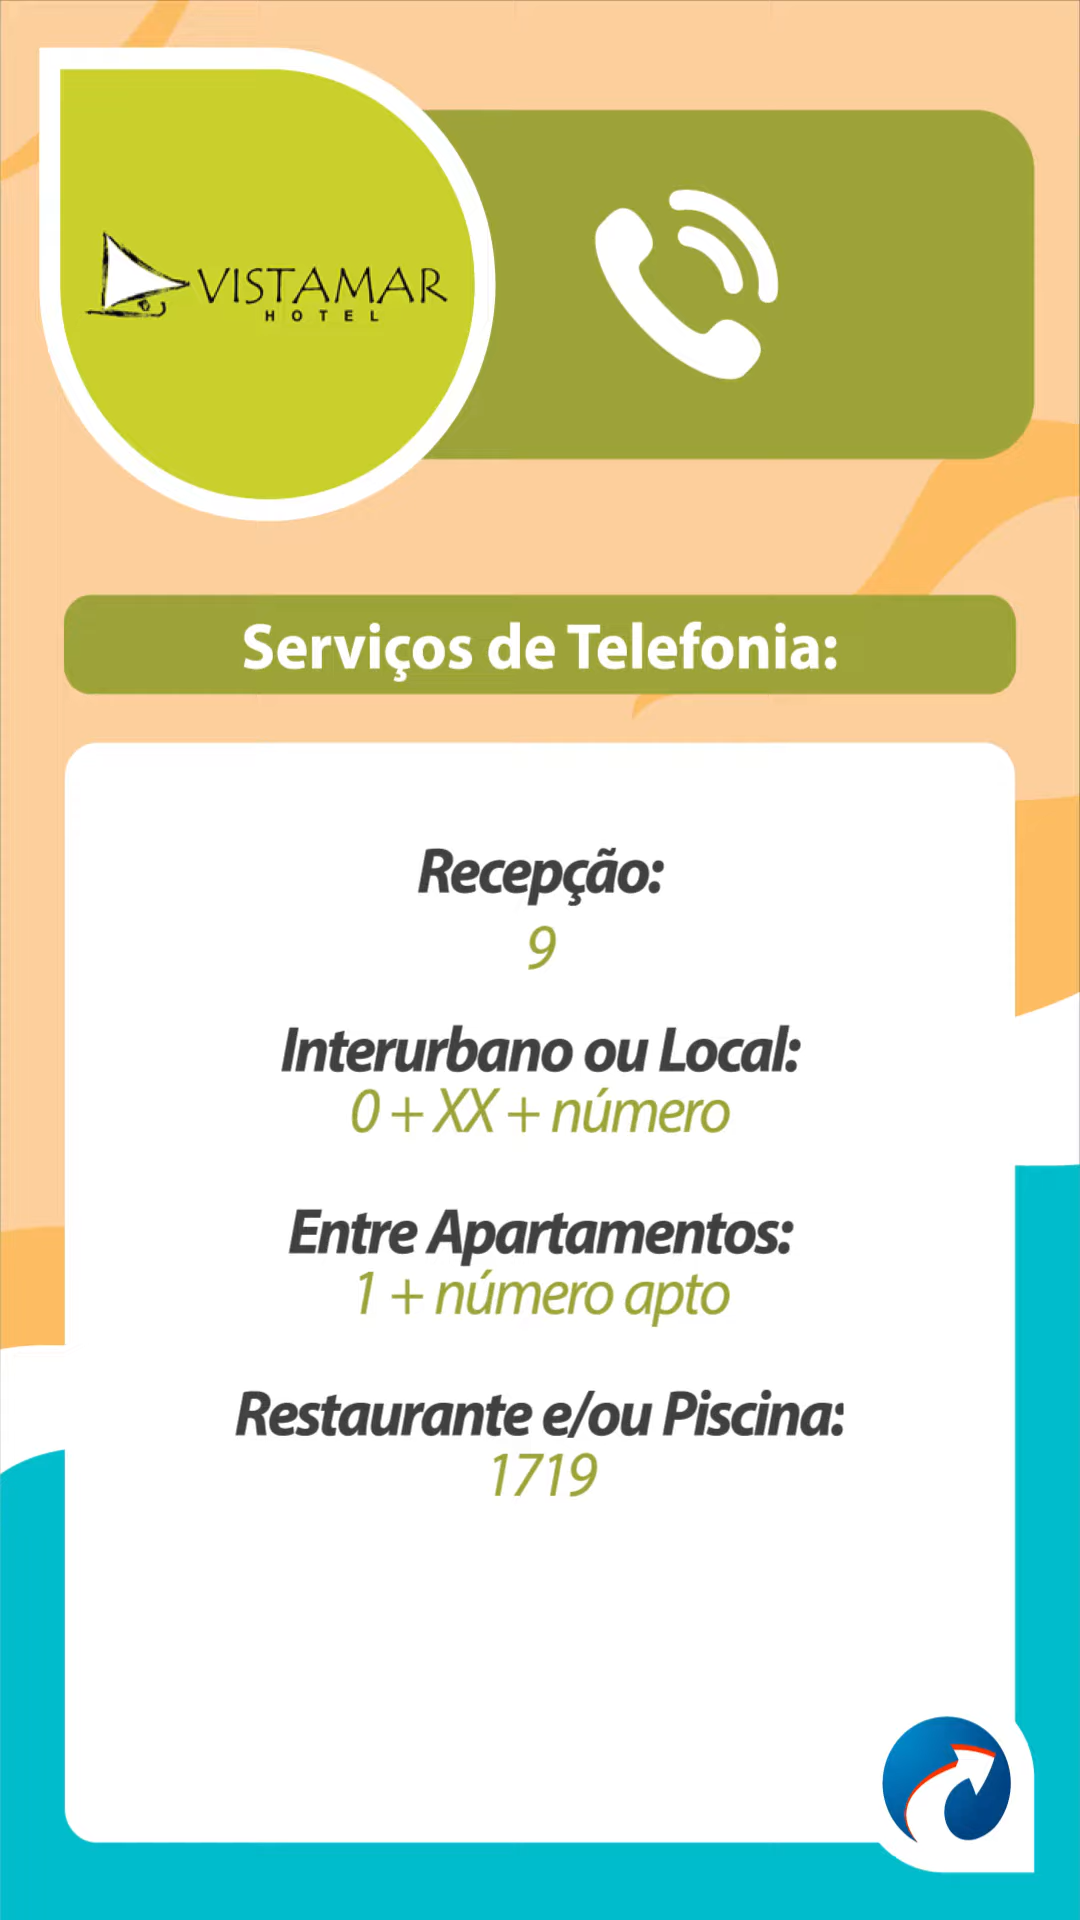 VISTAMAR
HOTEL
Serviços de Telefonia:
Recepção:
9
Interurbano ou Local:
0 + XX + número
Entre Apartamentos:
1 + número apto
Restaurante e/ou Piscina:
1719